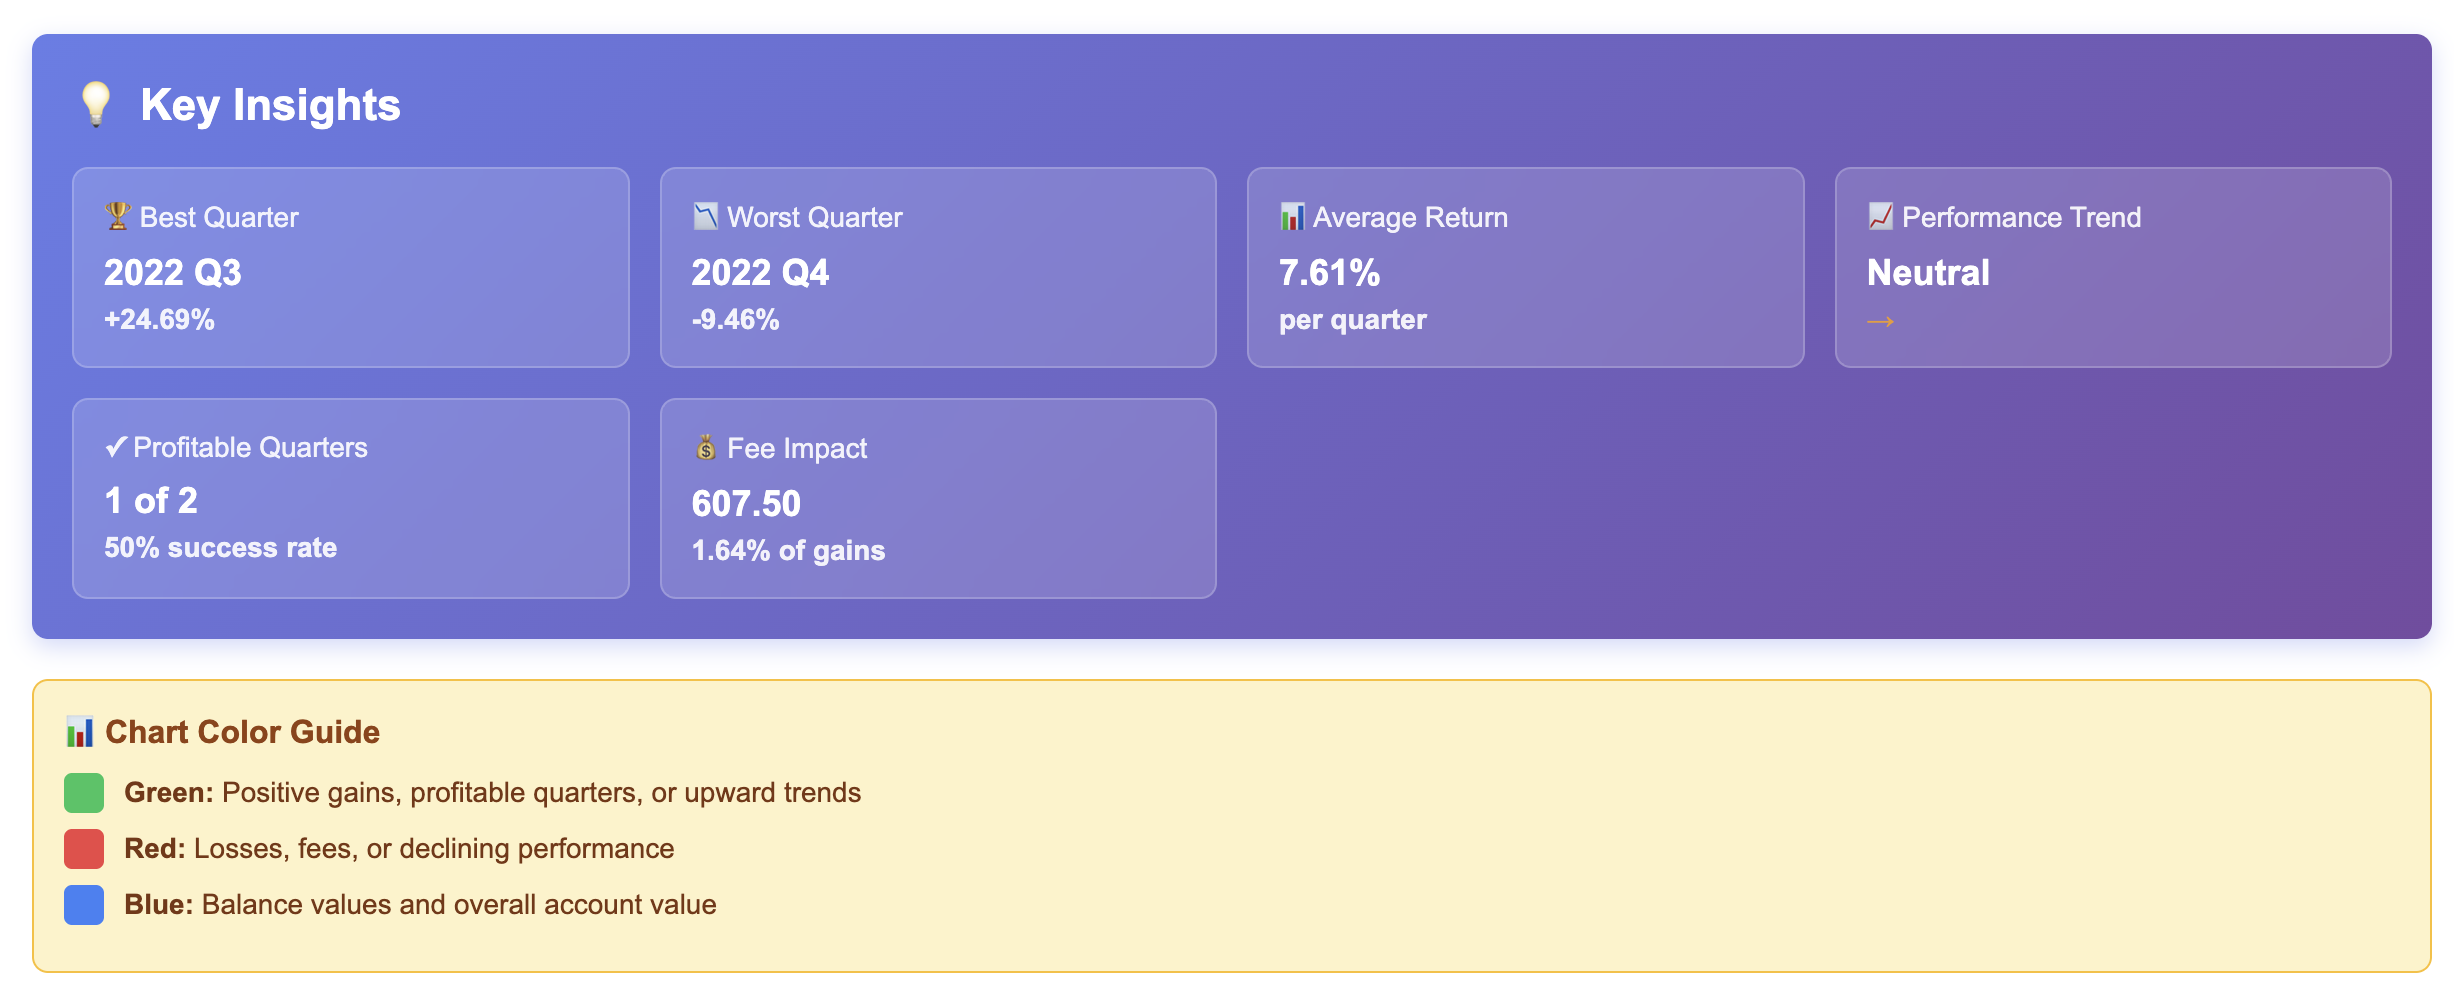 💡 Key Insights
🏆 Best Quarter
2022 Q3
+24.69%
📉 Worst Quarter
2022 Q4
-9.46%
📊 Average Return
7.61%
per quarter
📈 Performance Trend
Neutral
→
✓ Profitable Quarters
1 of 2
50% success rate
💰 Fee Impact
607.50
1.64% of gains
📊 Chart Color Guide
Green: Positive gains, profitable quarters, or upward trends
Red: Losses, fees, or declining performance
Blue: Balance values and overall account value